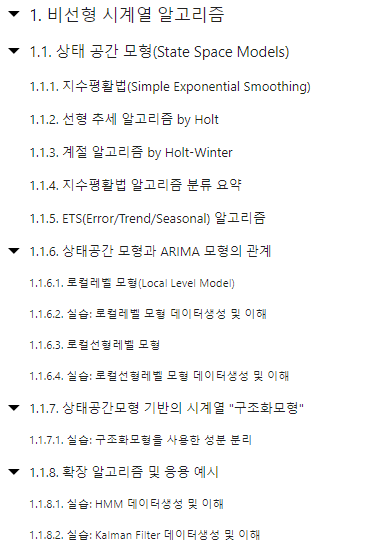 1. 비선형 시계열 알고리즘
1.1. 상태 공간 모형(State Space Models)
1.1.1. 지수평활법(Simple Exponential Smoothing)
1.1.2. 선형 추세 알고리즘 by Holt
1.1.3. 계절 알고리즘 by Holt-Winter
1.1.4. 지수평활법 알고리즘 분류 요약
1.1.5. ETS(Error/Trend/Seasonal) 알고리즘
1.1.6. 상태공간 모형과 ARIMA 모형의 관계
1.1.6.1. 로컬레벨 모형(Local Level Model)
1.1.6.2. 실습: 로컬레벨 모형 데이터생성 및 이해
1.1.6.3. 로컬선형레벨 모형
1.1.6.4. 실습: 로컬선형레벨 모형 데이터생성 및 이해
1.1.7. 상태공간모형 기반의 시계열 "구조화모형"
1.1.7.1. 실습: 구조화모형을 사용한 성분 분리
1.1.8. 확장 알고리즘 및 응용 예시
1.1.8.1. 실습: HMM 데이터생성 및 이해
1.1.8.2. 실습: Kalman Filter 데이터생성 및 이해